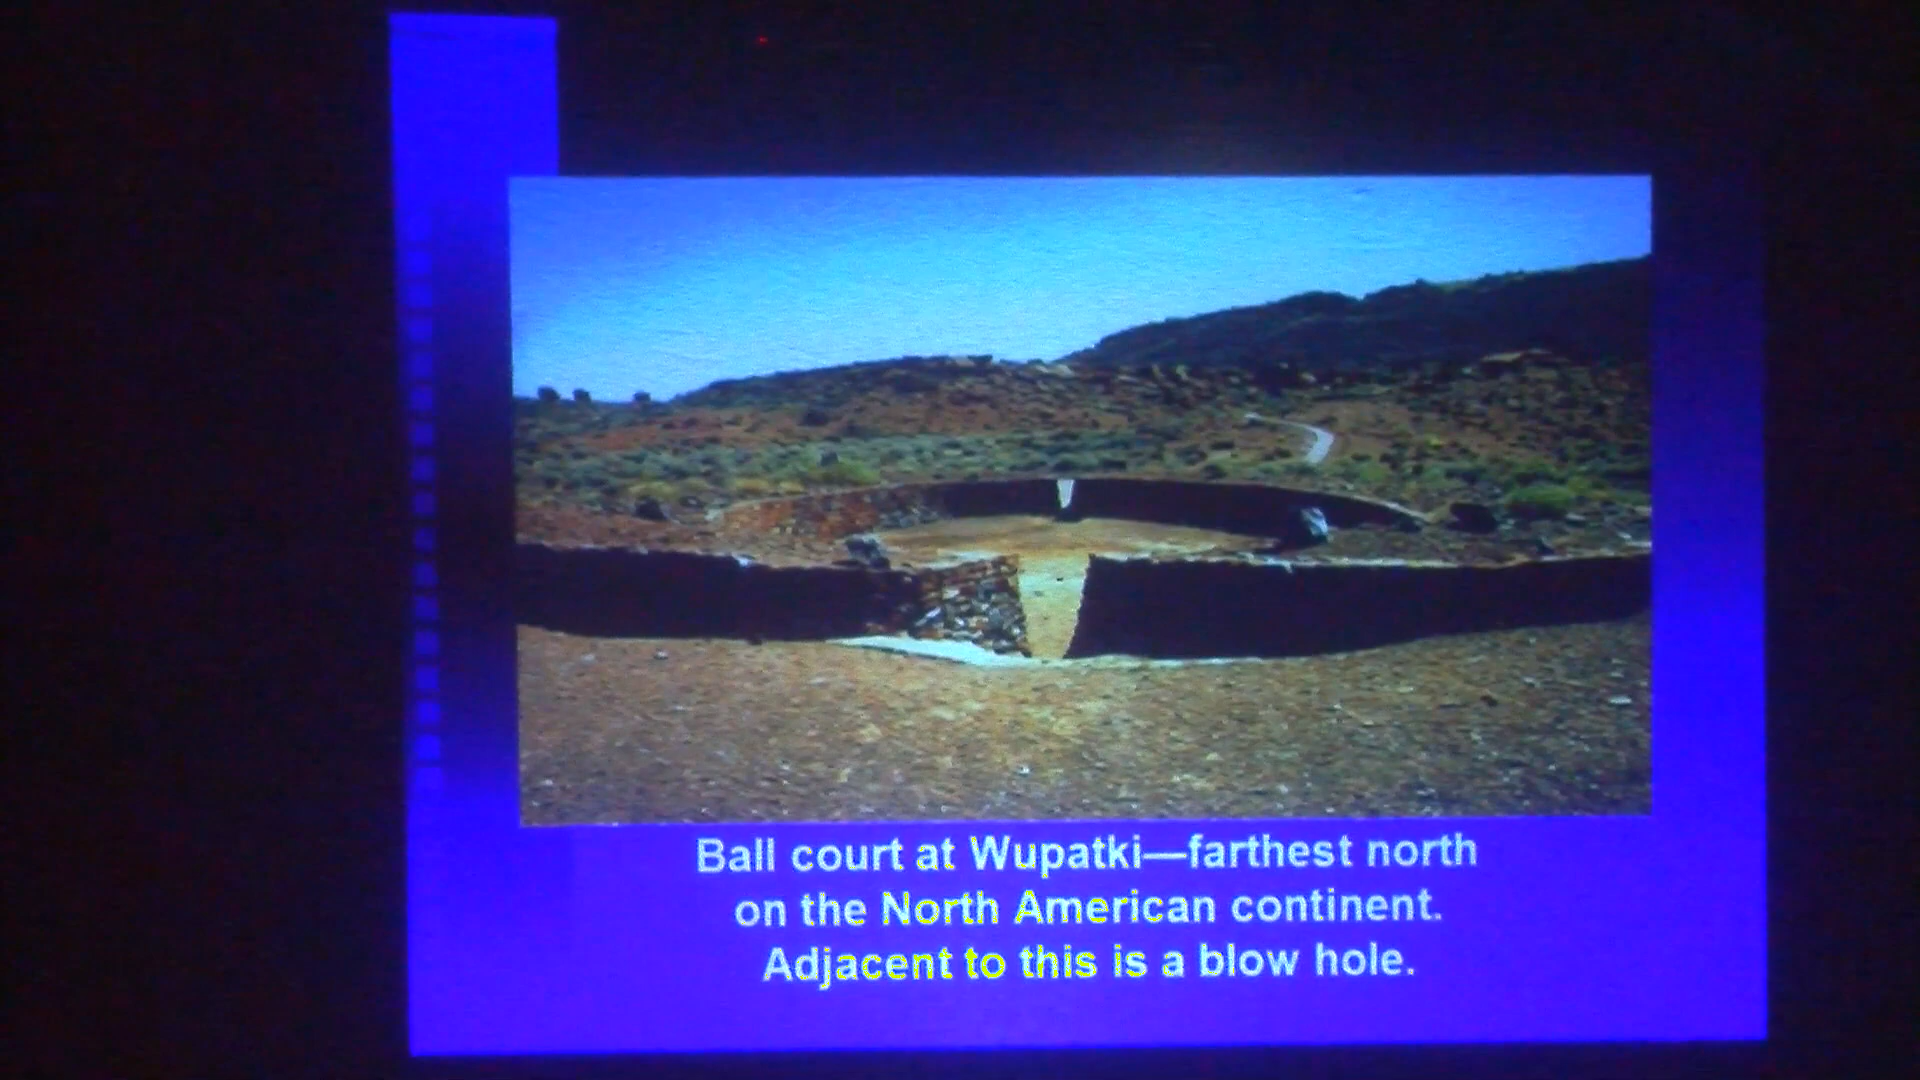 Ball court at Wupatki—farthest north
on the North American continent.
Adjacent to this is a blow hole.